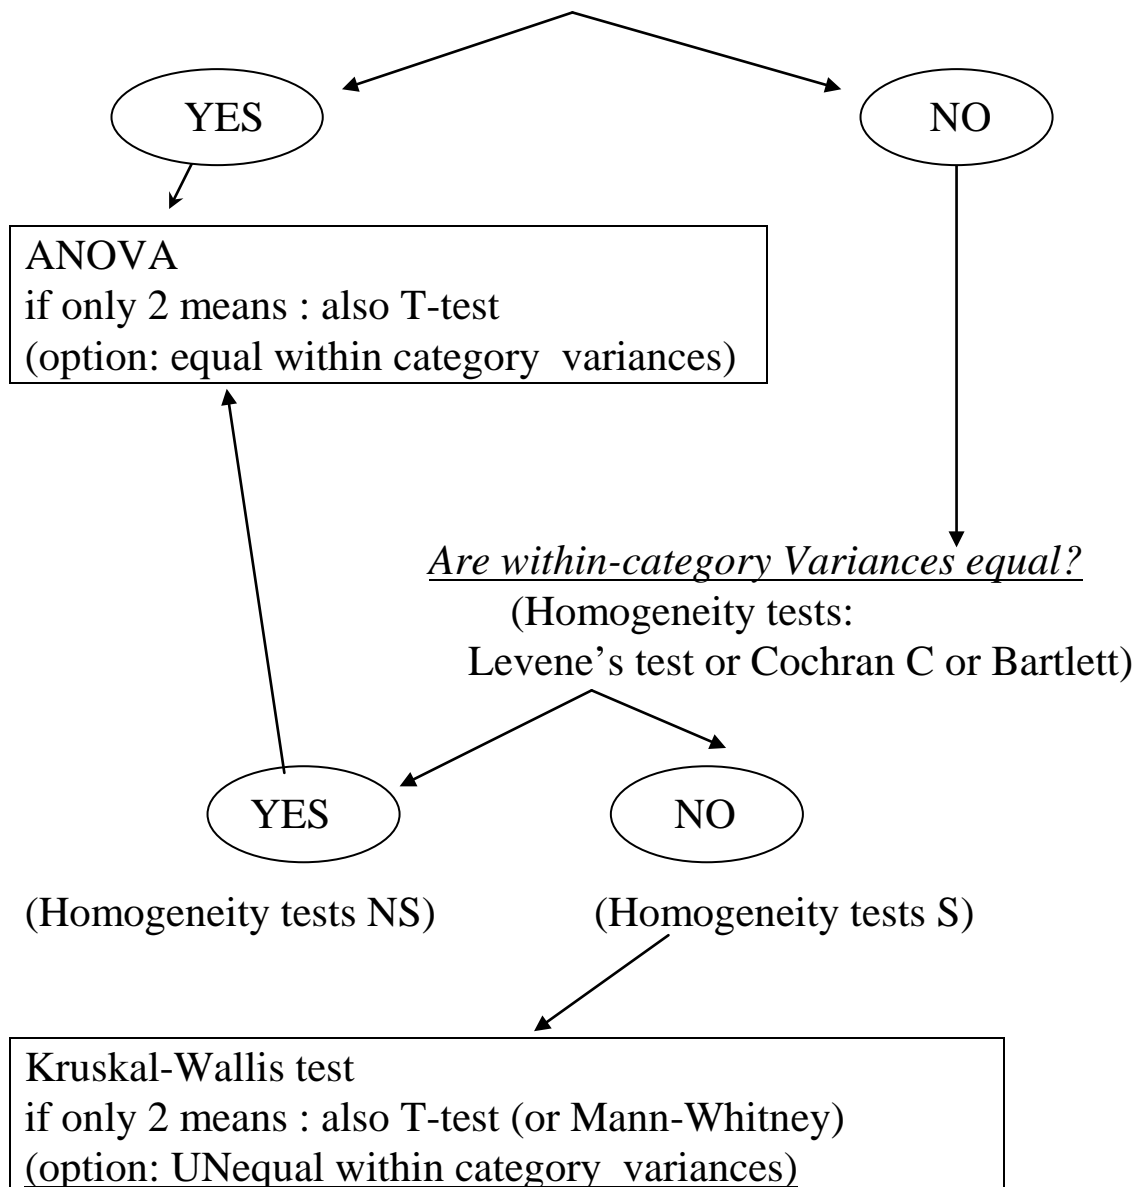 YES
NO
ANOVA
if only 2 means : also T-test
(option: equal within category  variances)
Are within-category Variances equal?
(Homogeneity tests:
Levene’s test or Cochran C or Bartlett)
YES
NO
(Homogeneity tests NS)
(Homogeneity tests S)
Kruskal-Wallis test
if only 2 means : also T-test (or Mann-Whitney)
(option: UNequal within category  variances)